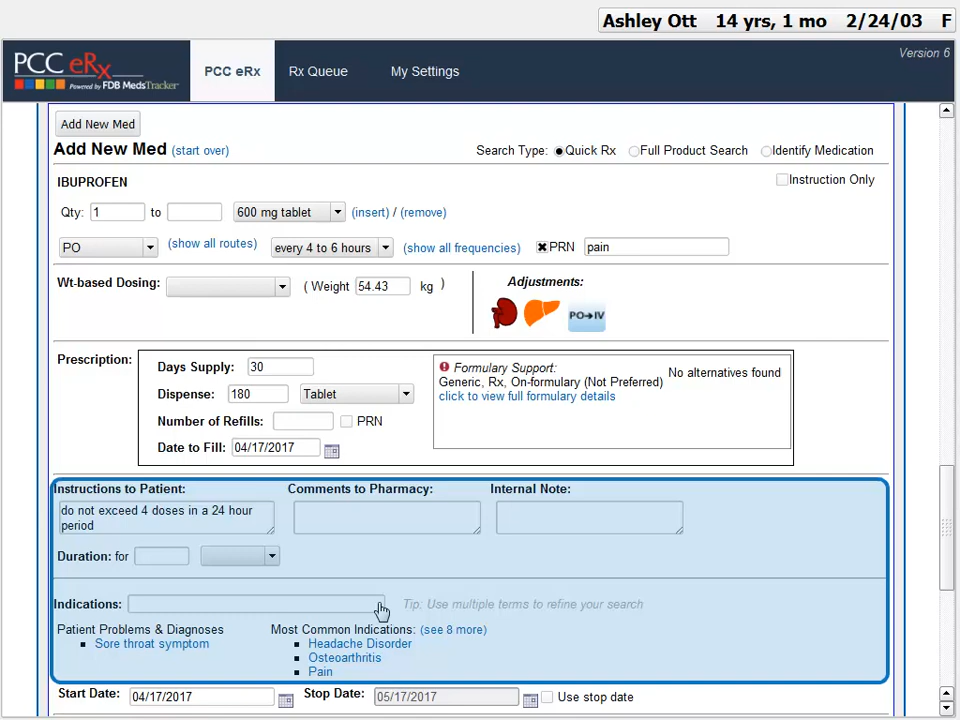 Ashley Ott 14 yrs, 1 mo 2/24/03 F
PCC eRx
Powered by FDB MedsTracker
PCC eRx Rx Queue My Settings
Version 6
Add New Med
Add New Med (start over) Search Type: Quick Rx Full Product Search Identify Medication
IBUPROFEN Instruction Only
Qty: 1 to 600 mg tablet (insert) / (remove)
PO (show all routes) every 4 to 6 hours (show all frequencies) PRN pain
Wt-based Dosing: ( Weight 54.43 kg ) Adjustments:
PO→IV
Prescription: Days Supply: 30
Dispense: 180 Tablet
Number of Refills: PRN
Date to Fill: 04/17/2017
Formulary Support:
Generic, Rx, On-formulary (Not Preferred)
click to view full formulary details
No alternatives found
Instructions to Patient: Comments to Pharmacy: Internal Note:
do not exceed 4 doses in a 24 hour
period
Duration: for
Indications: Tip: Use multiple terms to refine your search
Patient Problems & Diagnoses
Sore throat symptom
Most Common Indications: (see 8 more)
Headache Disorder
Osteoarthritis
Pain
Start Date: 04/17/2017 Stop Date: 05/17/2017 Use stop date